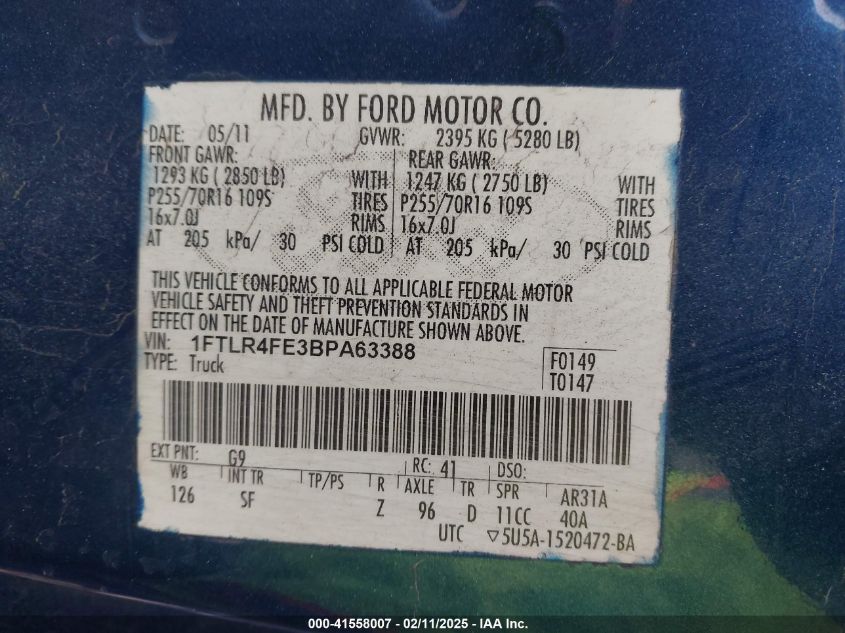 MFD. BY FORD MOTOR CO.
DATE: 05/11 GVWR: 2395 KG ( 5280 LB)
FRONT GAWR: REAR GAWR:
1293 KG ( 2850 LB) WITH 1247 KG ( 2750 LB) WITH
P255/70R16 109S TIRES P255/70R16 109S TIRES
16x7.0J RIMS 16x7.0J RIMS
AT 205 kPa/ 30 PSI COLD AT 205 kPa/ 30 PSI COLD
THIS VEHICLE CONFORMS TO ALL APPLICABLE FEDERAL MOTOR
VEHICLE SAFETY AND THEFT PREVENTION STANDARDS IN
EFFECT ON THE DATE OF MANUFACTURE SHOWN ABOVE.
VIN: 1FTLR4FE3BPA63388
TYPE: Truck
F0149
T0147
EXT PNT: G9 RC: 41 DSO:
WB INT TR TP/PS R AXLE TR SPR AR31A
126 SF Z 96 D 11CC 40A
UTC ▽5U5A-1520472-BA
000-41558007 - 02/11/2025 - IAA Inc.